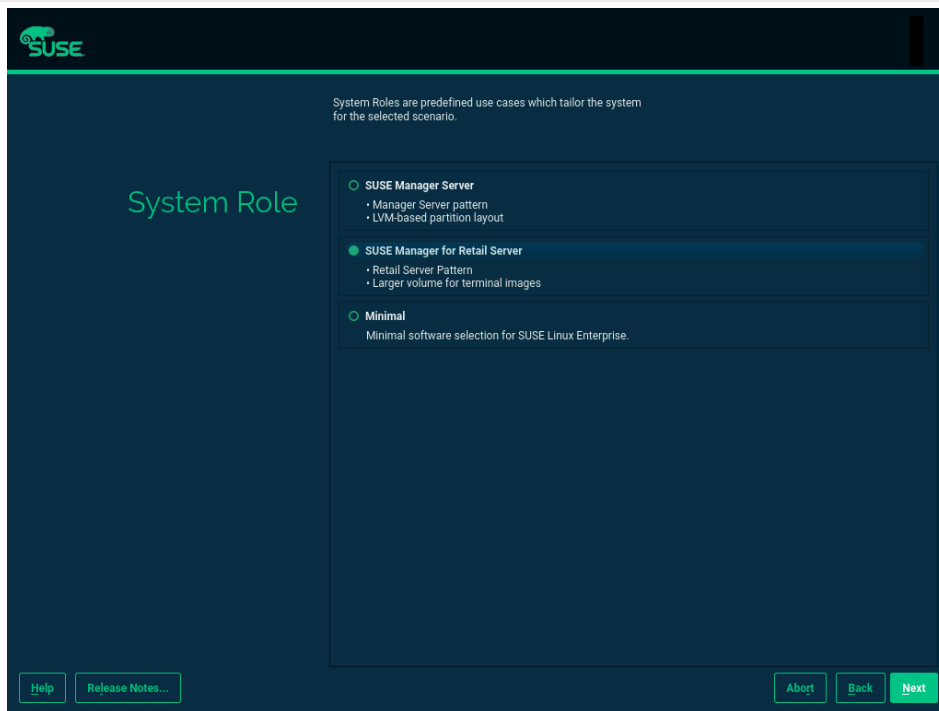 SUSE
System Roles are predefined use cases which tailor the system
for the selected scenario.
System Role
SUSE Manager Server
• Manager Server pattern
• LVM-based partition layout
SUSE Manager for Retail Server
• Retail Server Pattern
• Larger volume for terminal images
Minimal
Minimal software selection for SUSE Linux Enterprise.
Help
Release Notes...
Abort
Back
Next